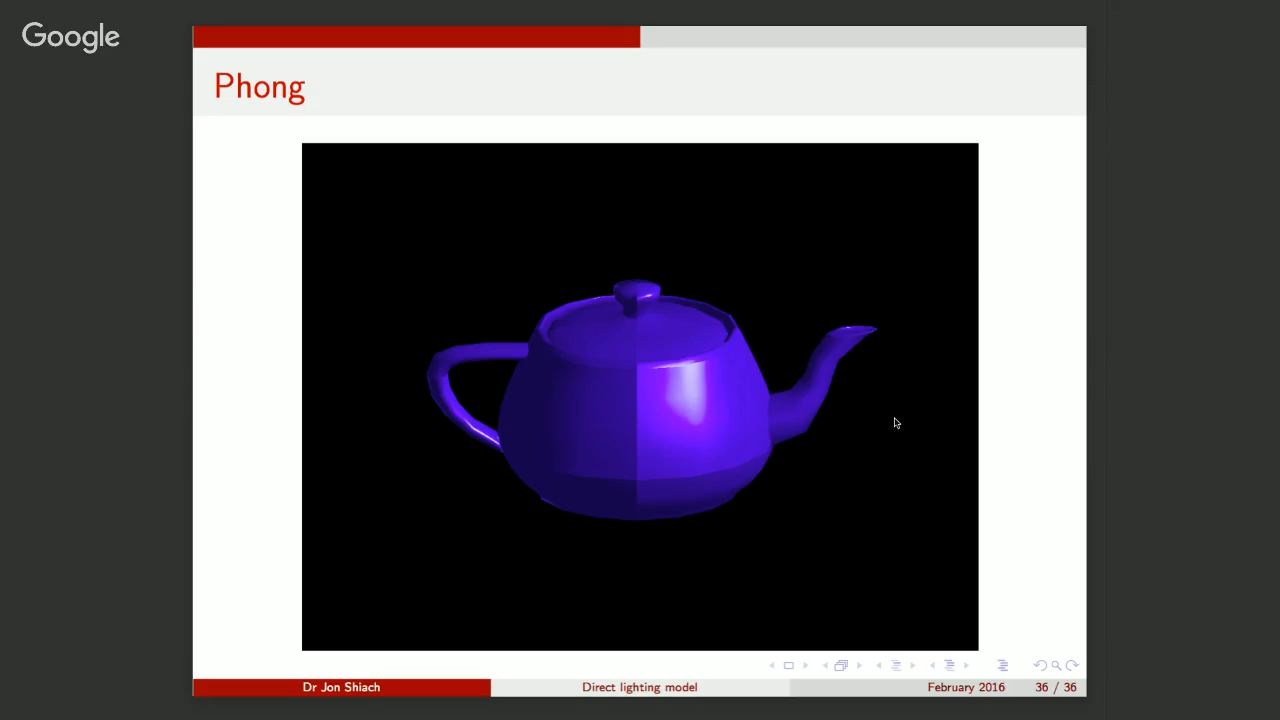 Google
Phong
Dr Jon Shiach
Direct lighting model
February 2016
36 / 36